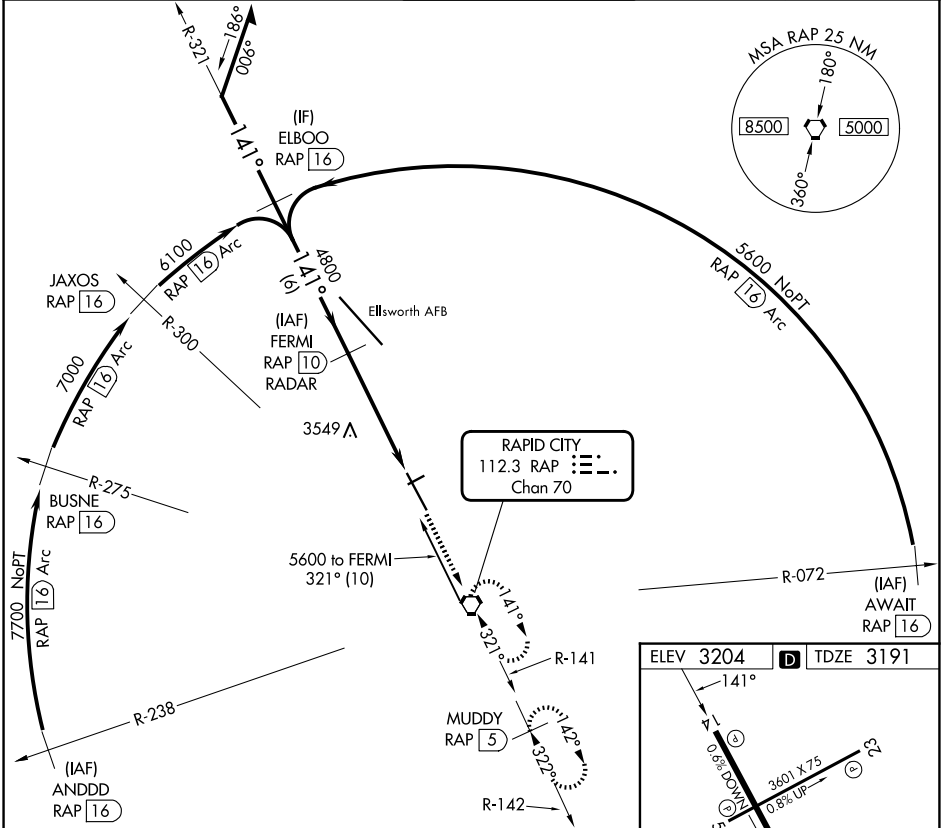 R-321
186°
006°
141°
(IF)
ELBOO
RAP 16
MSA RAP 25 NM
180°
8500
5000
360°
6100
RAP 16 Arc
5600 NoPT
RAP 16 Arc
4800
141°
(6)
JAXOS
RAP 16
R-300
Ellsworth AFB
(IAF)
FERMI
RAP 10
RADAR
7000
RAP 16 Arc
3549
RAPID CITY
112.3 RAP
Chan 70
R-275
BUSNE
RAP 16
5600 to FERMI
321° (10)
7700 NoPT
RAP 16 Arc
R-072
(IAF)
AWAIT
RAP 16
141°
321°
R-141
R-238
MUDDY
RAP 5
142°
322°
R-142
(IAF)
ANDDD
RAP 16
ELEV 3204 D TDZE 3191
141°
14
P
0.6% DOWN
3601 X 75
0.8% UP
23
P
P